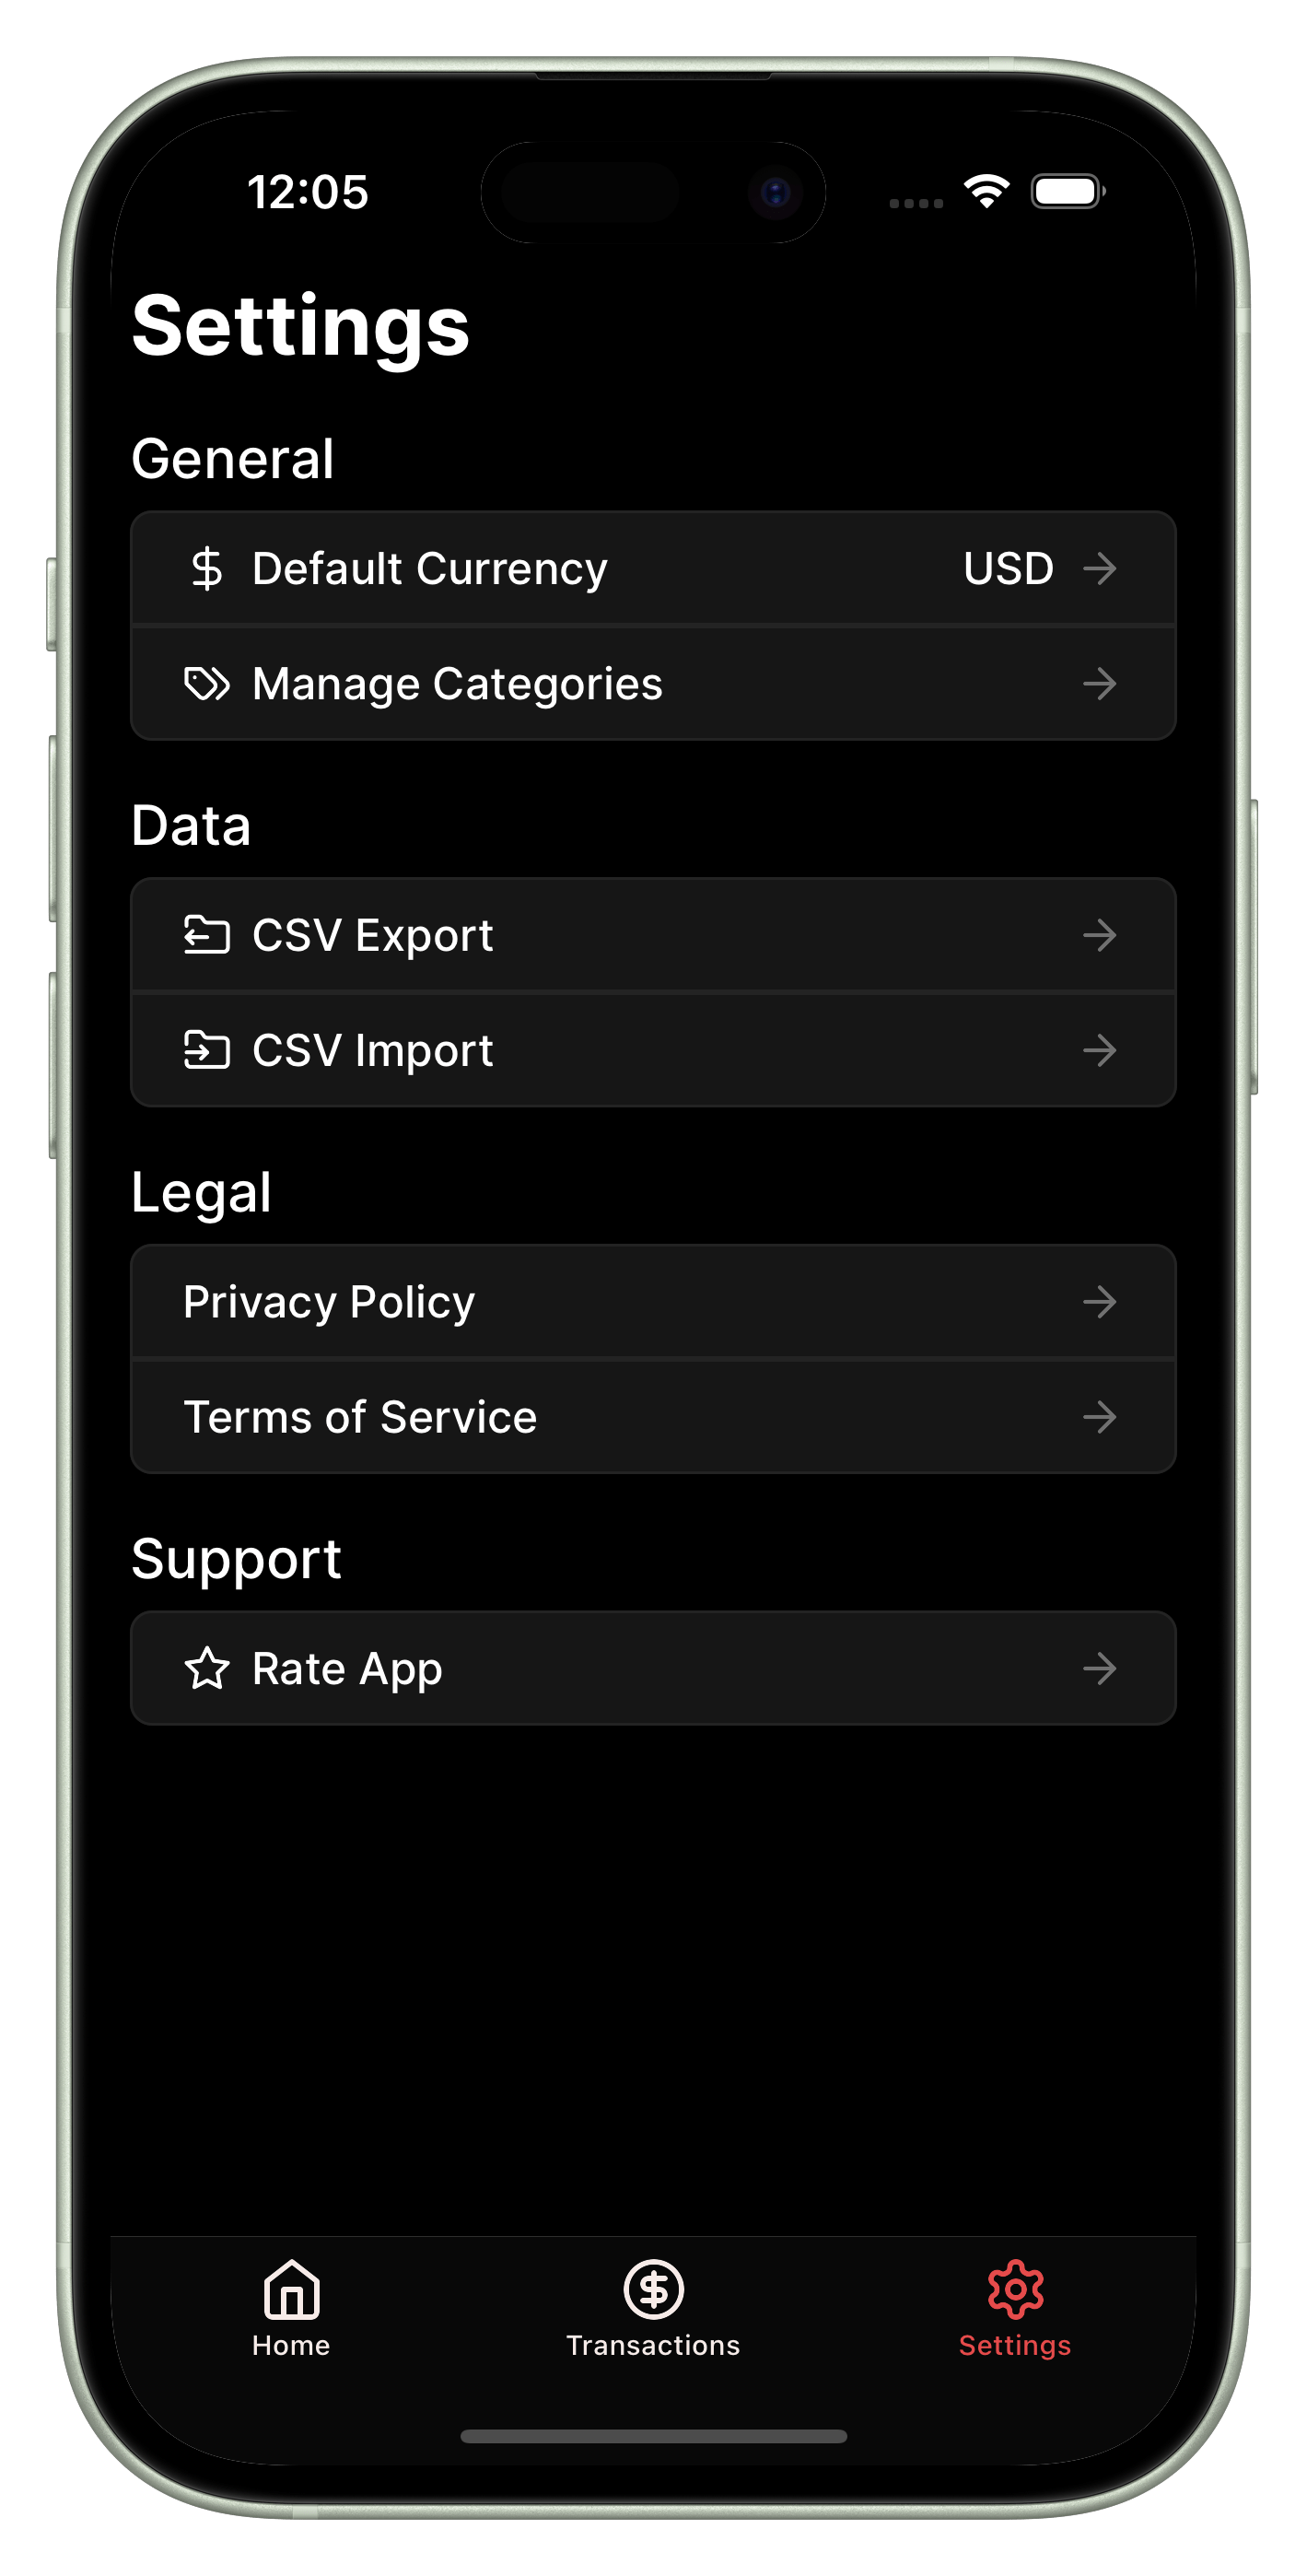 12:05
Settings
General
Default Currency USD
Manage Categories
Data
CSV Export
CSV Import
Legal
Privacy Policy
Terms of Service
Support
Rate App
Home Transactions Settings